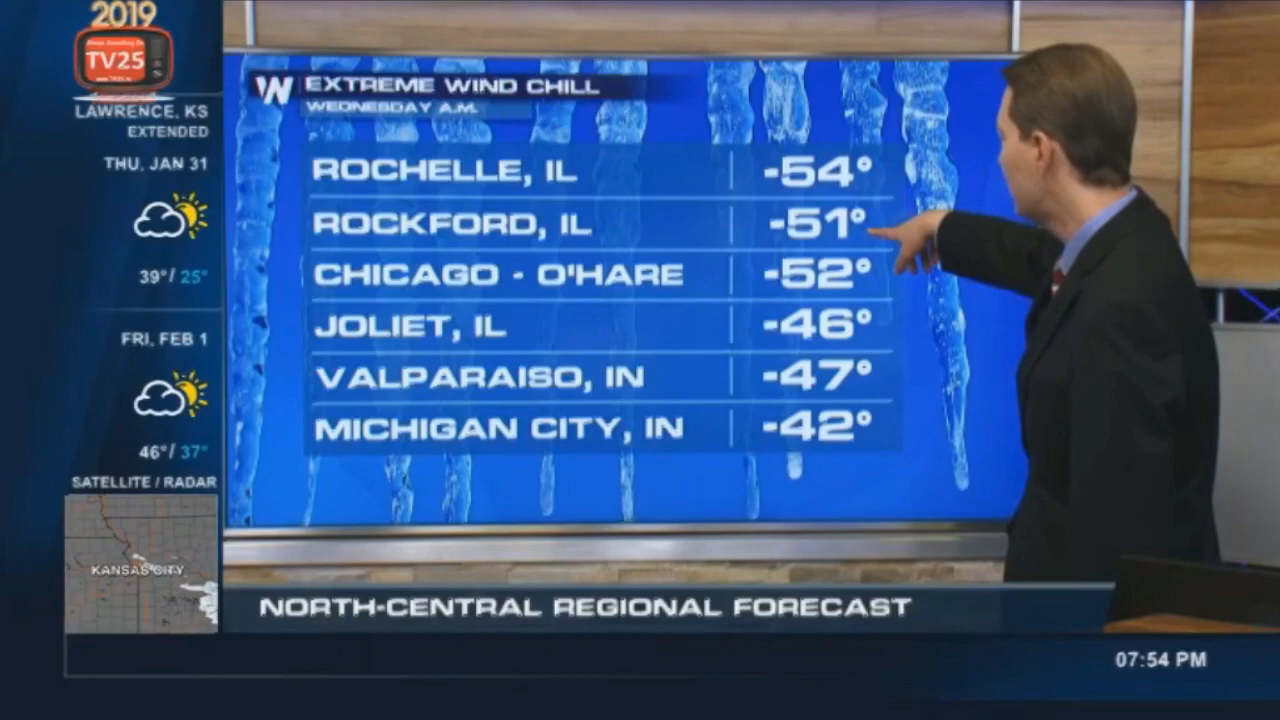 2019
TV25
LAWRENCE, KS
EXTENDED
THU, JAN 31
39°/ 25°
FRI, FEB 1
46°/ 37°
SATELLITE / RADAR
KANSAS CITY
W EXTREME WIND CHILL
WEDNESDAY A.M.
ROCHELLE, IL -54°
ROCKFORD, IL -51°
CHICAGO - O'HARE -52°
JOLIET, IL -46°
VALPARAISO, IN -47°
MICHIGAN CITY, IN -42°
NORTH-CENTRAL REGIONAL FORECAST
07:54 PM